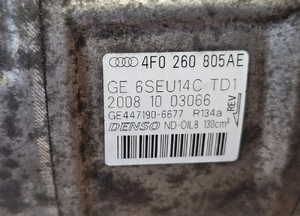 4F0 260 805AE
GE 6SEU14C TD1
2008 10 03066 REV
GE447190-6677 R134a
DENSO ND-OIL8 130cm³